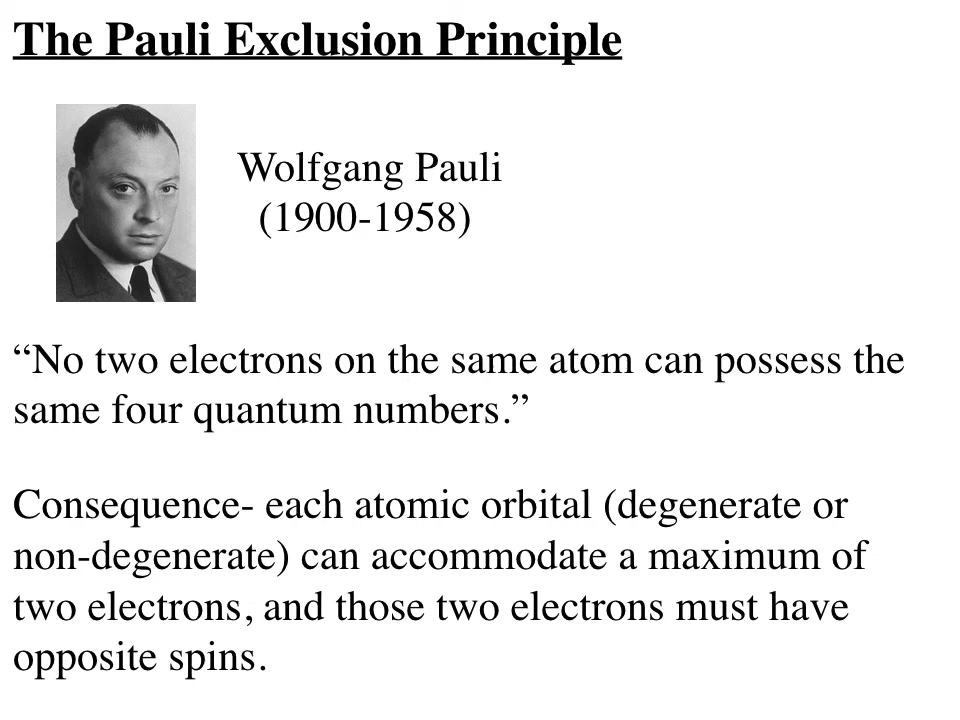 The Pauli Exclusion Principle
Wolfgang Pauli
(1900-1958)
“No two electrons on the same atom can possess the
same four quantum numbers.”
Consequence- each atomic orbital (degenerate or
non-degenerate) can accommodate a maximum of
two electrons, and those two electrons must have
opposite spins.